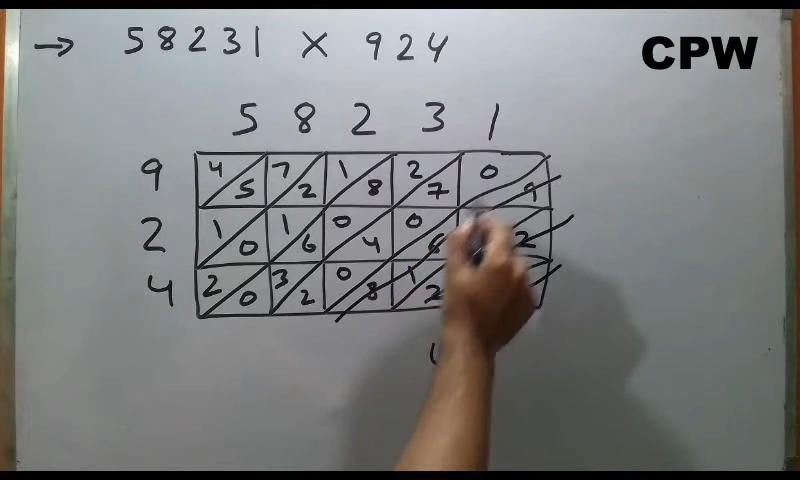 → 58231 X 924
CPW
5 8 2 3 1
9 4 5 7 2 1 8 2 7 0 9
2 1 0 1 6 0 4 0 6 2
4 2 0 3 2 0 8 1 2